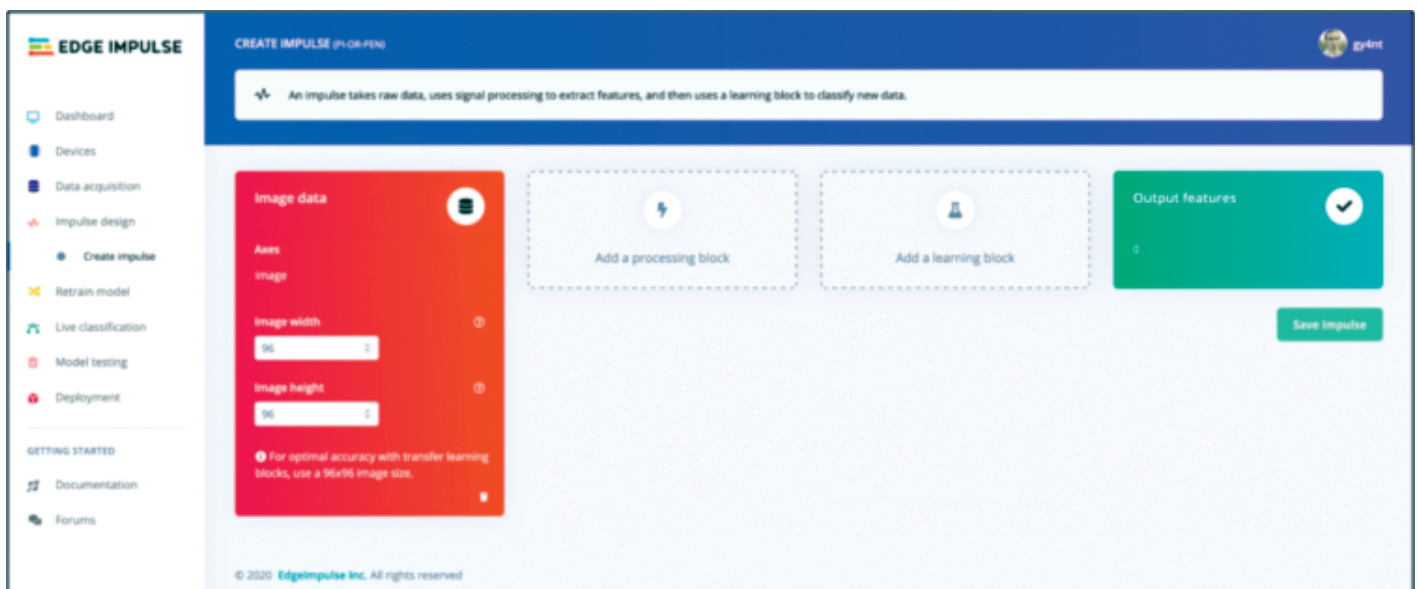 EDGE IMPULSE
Dashboard
Devices
Data acquisition
Impulse design
Create impulse
Retrain model
Live classification
Model testing
Deployment
GETTING STARTED
Documentation
Forums
CREATE IMPULSE (PI-OR-PEN)
gy4nt
An impulse takes raw data, uses signal processing to extract features, and then uses a learning block to classify new data.
Image data
Axes
image
Image width
96
Image height
96
For optimal accuracy with transfer learning
blocks, use a 96x96 image size.
Add a processing block
Add a learning block
Output features
Save Impulse
© 2020 EdgeImpulse Inc. All rights reserved